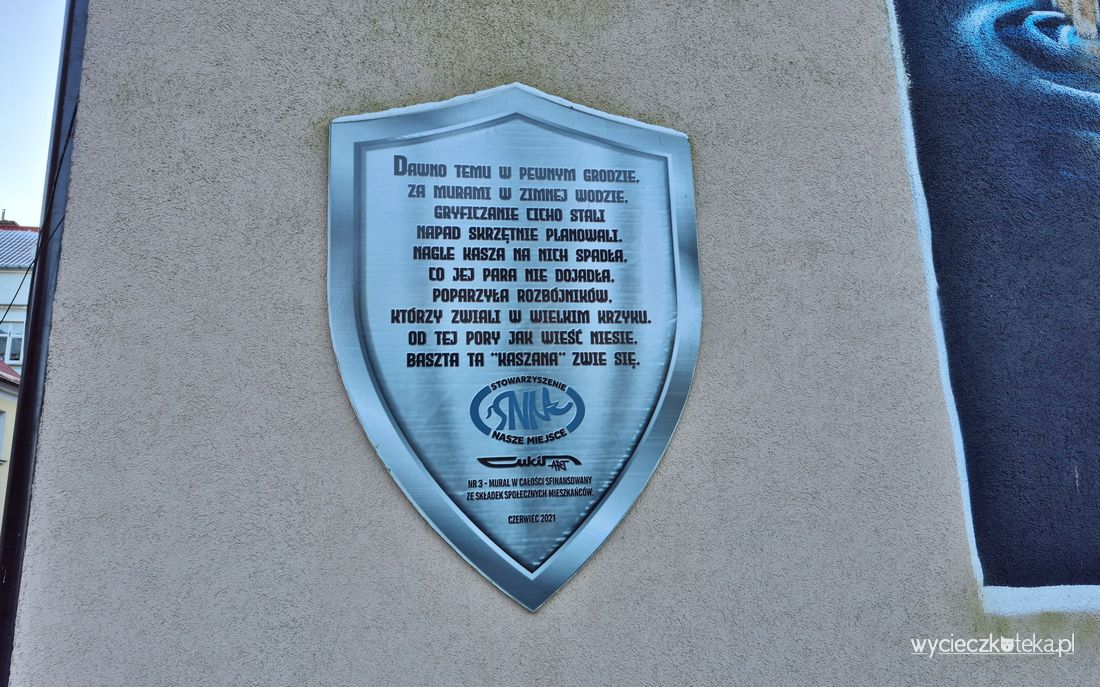 DAWNO TEMU W PEWNYM GRODZIE,
ZA MURAMI W ZIMNEJ WODZIE,
GRYFICZANIE CICHO STALI
NAPAD SKRZĘTNIE PLANOWALI.
NAGLE KASZA NA NICH SPADŁA,
CO JEJ PARA NIE DOJADŁA,
POPARZYŁA ROZBÓJNIKÓW,
KTÓRZY ZWIALI W WIELKIM KRZYKU.
OD TEJ PORY JAK WIEŚĆ NIESIE,
BASZTA TA "KASZANA" ZWIE SIĘ.
STOWARZYSZENIE
SNM
NASZE MIEJSCE
Cukin ART
NR 3 - MURAL W CAŁOŚCI SFINANSOWANY
ZE SKŁADEK SPOŁECZNYCH MIESZKAŃCÓW.
CZERWIEC 2021
wycieczkoteka.pl